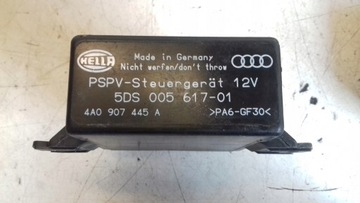 HELLA
Made in Germany
Nicht werfen/don't throw
PSPV-Steuergerät 12V
5DS 005 617-01
4A0 907 445 A >PA6-GF30<